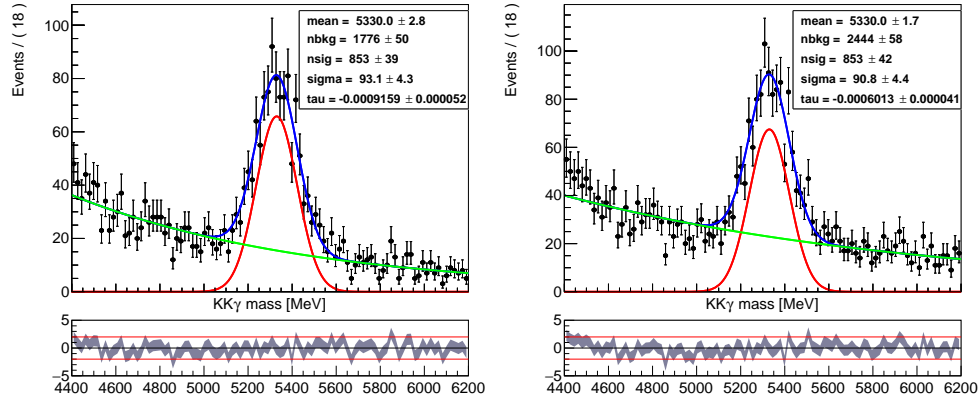 Events / ( 18 )
mean = 5330.0 ± 2.8
nbkg = 1776 ± 50
nsig = 853 ± 39
sigma = 93.1 ± 4.3
tau = -0.0009159 ± 0.000052
100
80
60
40
20
0
KKγ mass [MeV]
5
0
−5
4400 4600 4800 5000 5200 5400 5600 5800 6000 6200
Events / ( 18 )
mean = 5330.0 ± 1.7
nbkg = 2444 ± 58
nsig = 853 ± 42
sigma = 90.8 ± 4.4
tau = -0.0006013 ± 0.000041
100
80
60
40
20
0
KKγ mass [MeV]
5
0
−5
4400 4600 4800 5000 5200 5400 5600 5800 6000 6200